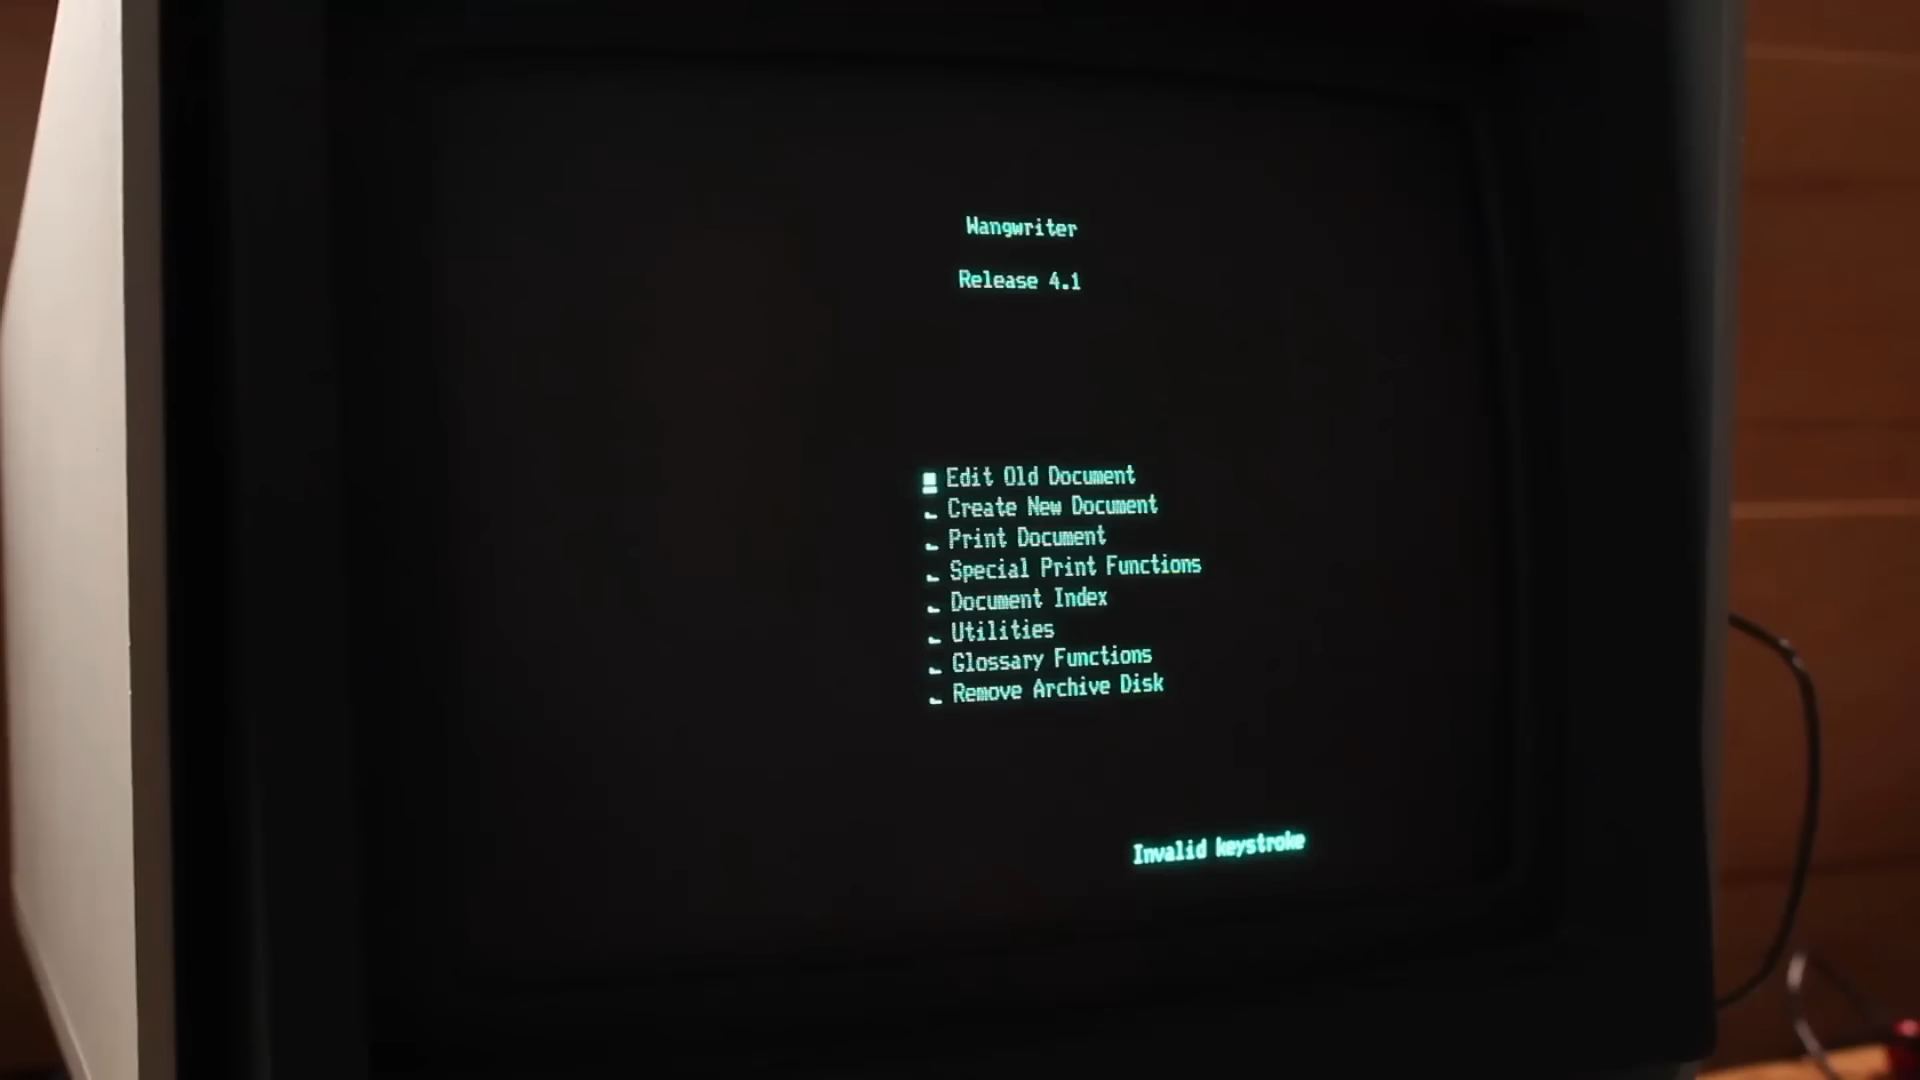 Wangwriter
Release 4.1
Edit Old Document
Create New Document
Print Document
Special Print Functions
Document Index
Utilities
Glossary Functions
Remove Archive Disk
Invalid keystroke